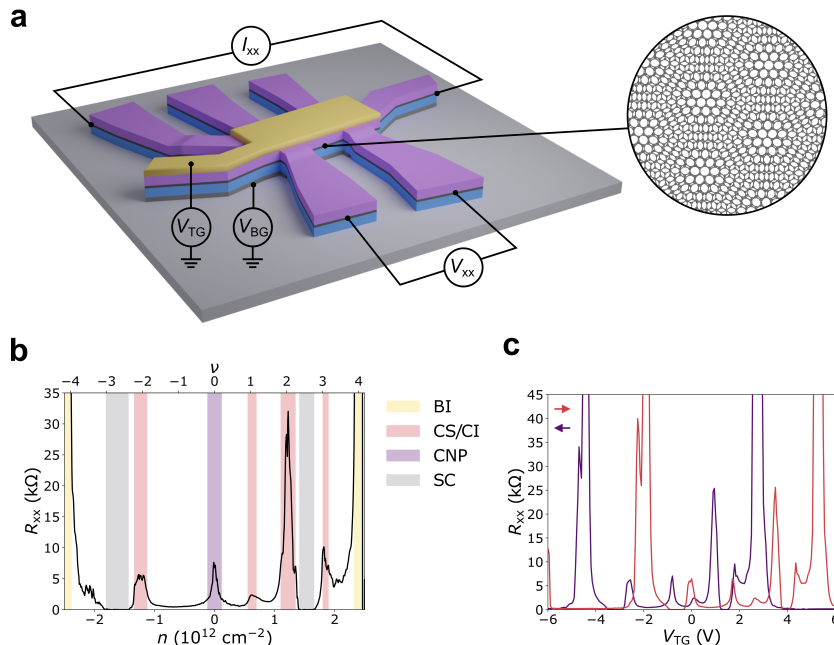 a
I_xx
V_TG
V_BG
V_xx
b
ν
−4 −3 −2 −1 0 1 2 3 4
35
30
25
20
15
10
5
0
R_xx (kΩ)
−2 −1 0 1 2
n (10^12 cm^−2)
BI
CS/CI
CNP
SC
c
45
40
35
30
25
20
15
10
5
0
R_xx (kΩ)
−6 −4 −2 0 2 4 6
V_TG (V)